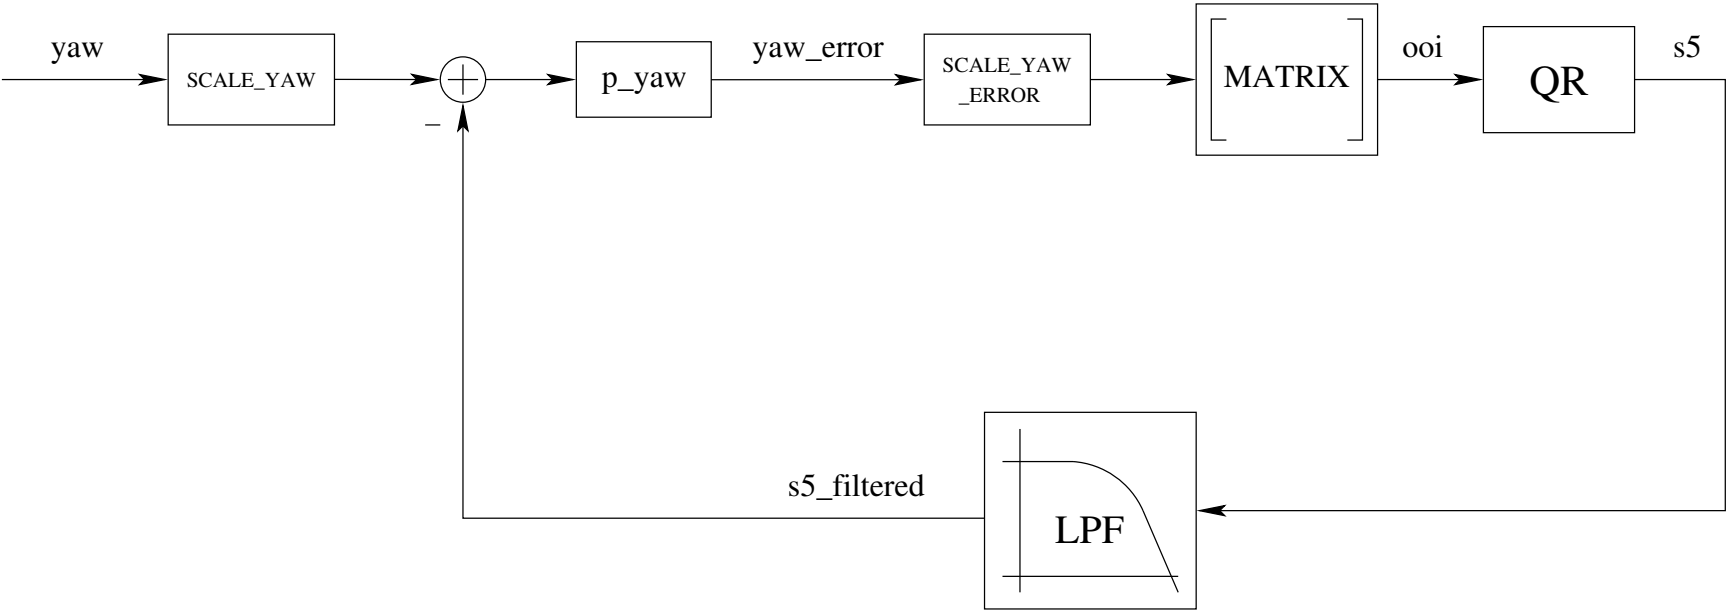 yaw
SCALE_YAW
+
−
p_yaw
yaw_error
SCALE_YAW
_ERROR
MATRIX
ooi
QR
s5
s5_filtered
LPF